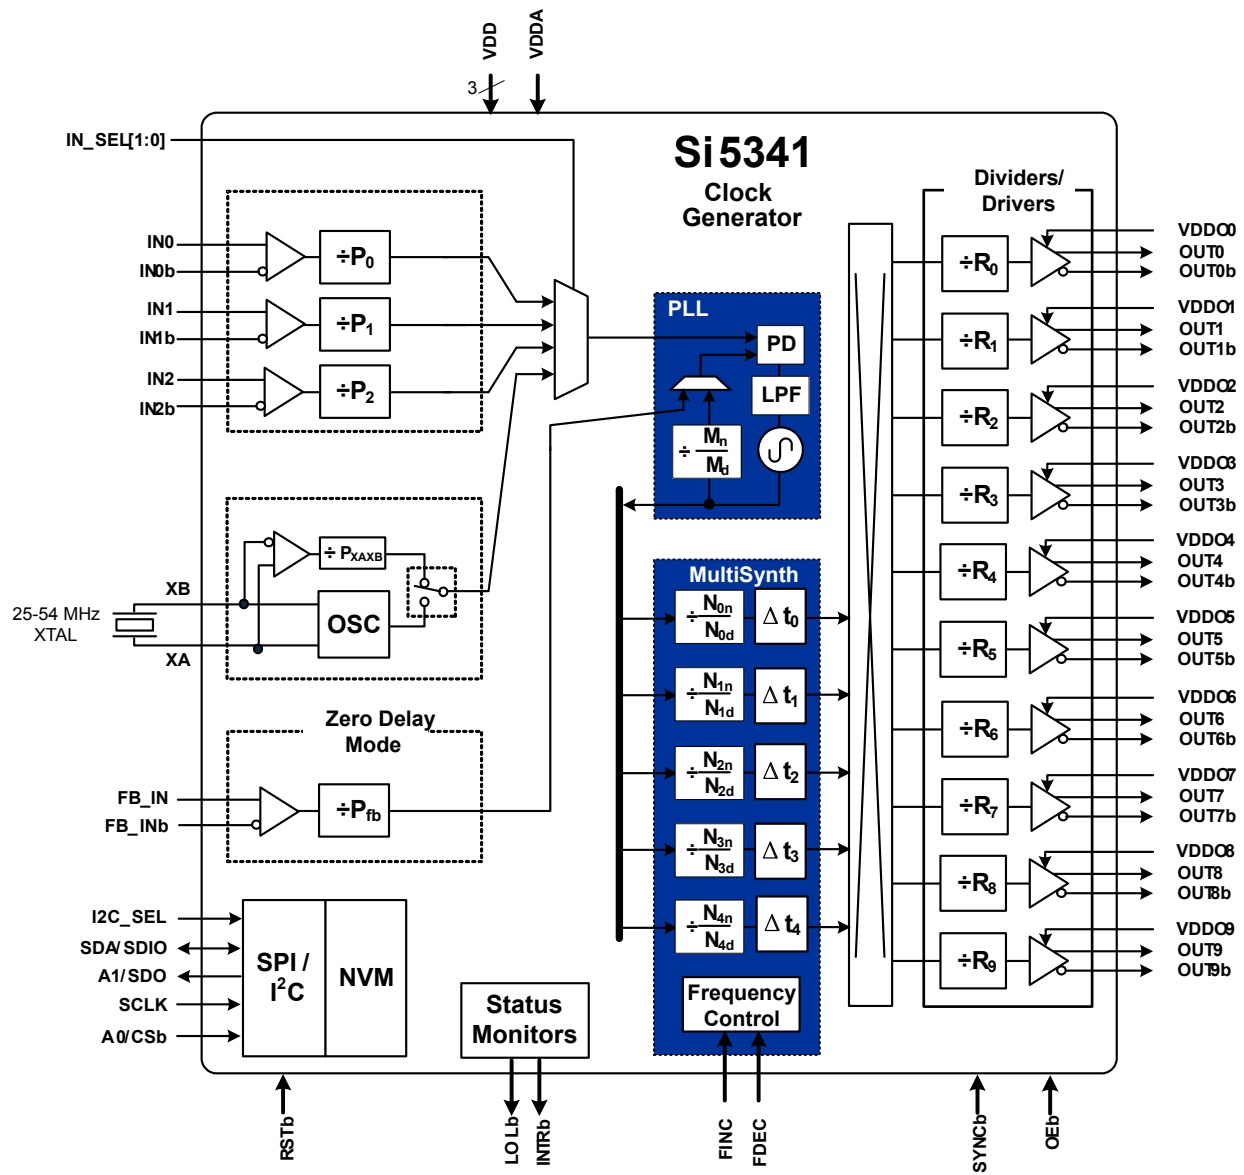 VDD
VDDA
3
IN_SEL[1:0]
Si5341
Clock
Generator
Dividers/
Drivers
IN0
IN0b
÷P0
IN1
IN1b
÷P1
IN2
IN2b
÷P2
PLL
PD
LPF
÷ Mn
Md
25-54 MHz
XTAL
XB
XA
÷ PXAXB
OSC
Zero Delay
Mode
FB_IN
FB_INb
÷Pfb
MultiSynth
÷ N0n
N0d
Δ t0
÷ N1n
N1d
Δ t1
÷ N2n
N2d
Δ t2
÷ N3n
N3d
Δ t3
÷ N4n
N4d
Δ t4
Frequency
Control
I2C_SEL
SDA/SDIO
A1/SDO
SCLK
A0/CSb
SPI /
I²C
NVM
Status
Monitors
÷R0
VDDO0
OUT0
OUT0b
÷R1
VDDO1
OUT1
OUT1b
÷R2
VDDO2
OUT2
OUT2b
÷R3
VDDO3
OUT3
OUT3b
÷R4
VDDO4
OUT4
OUT4b
÷R5
VDDO5
OUT5
OUT5b
÷R6
VDDO6
OUT6
OUT6b
÷R7
VDDO7
OUT7
OUT7b
÷R8
VDDO8
OUT8
OUT8b
÷R9
VDDO9
OUT9
OUT9b
RSTb
LOLb
INTRb
FINC
FDEC
SYNCb
OEb